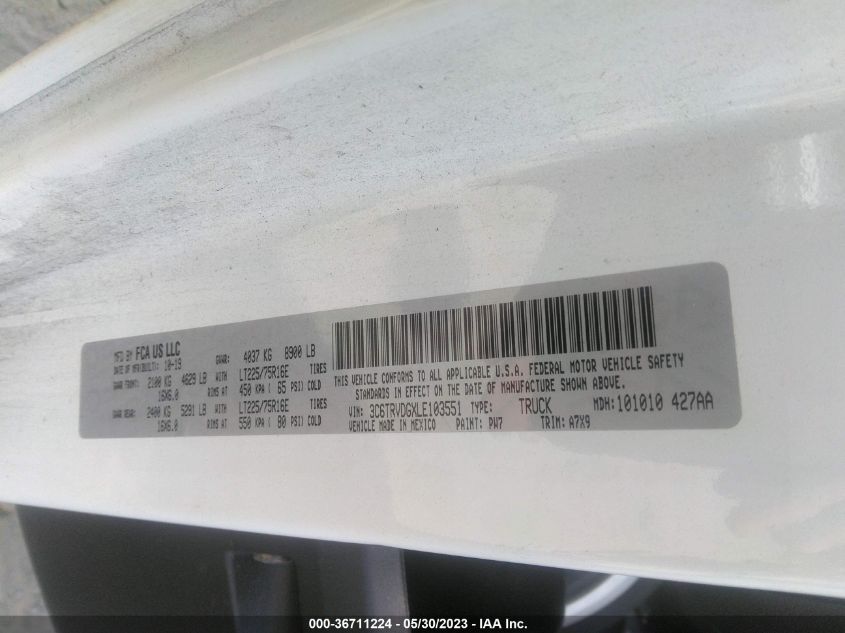 MFD BY FCA US LLC
DATE OF MFR(BUILT): 10-19 GVWR: 4037 KG 8900 LB
GAWR FRONT: 2100 KG 4629 LB WITH LT225/75R16E TIRES
16X6.0 RIMS AT 450 KPA ( 65 PSI) COLD
GAWR REAR: 2400 KG 5291 LB WITH LT225/75R16E TIRES
16X6.0 RIMS AT 550 KPA ( 80 PSI) COLD
THIS VEHICLE CONFORMS TO ALL APPLICABLE U.S.A. FEDERAL MOTOR VEHICLE SAFETY
STANDARDS IN EFFECT ON THE DATE OF MANUFACTURE SHOWN ABOVE.
VIN: 3C6TRVDGXLE103551 TYPE: TRUCK MDH: 101010 427AA
VEHICLE MADE IN MEXICO PAINT: PW7 TRIM: A7X9
000-36711224 - 05/30/2023 - IAA Inc.